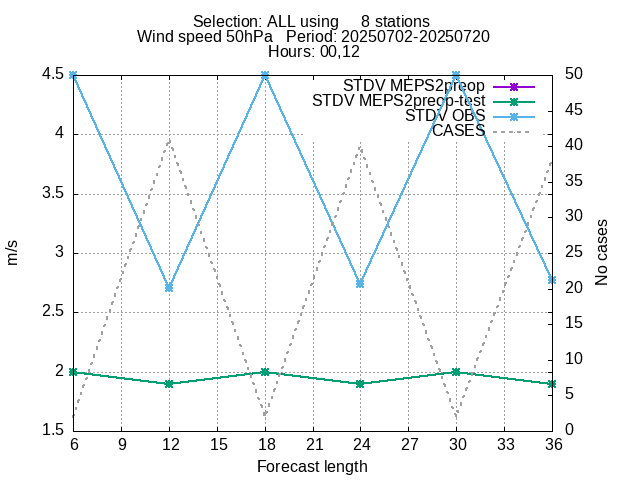 Selection: ALL using 8 stations
Wind speed 50hPa Period: 20250702-20250720
Hours: 00,12
STDV MEPS2preop
STDV MEPS2preop-test
STDV OBS
CASES
4.5
4
3.5
3
2.5
2
1.5
50
45
40
35
30
25
20
15
10
5
0
m/s
No cases
6 9 12 15 18 21 24 27 30 33 36
Forecast length